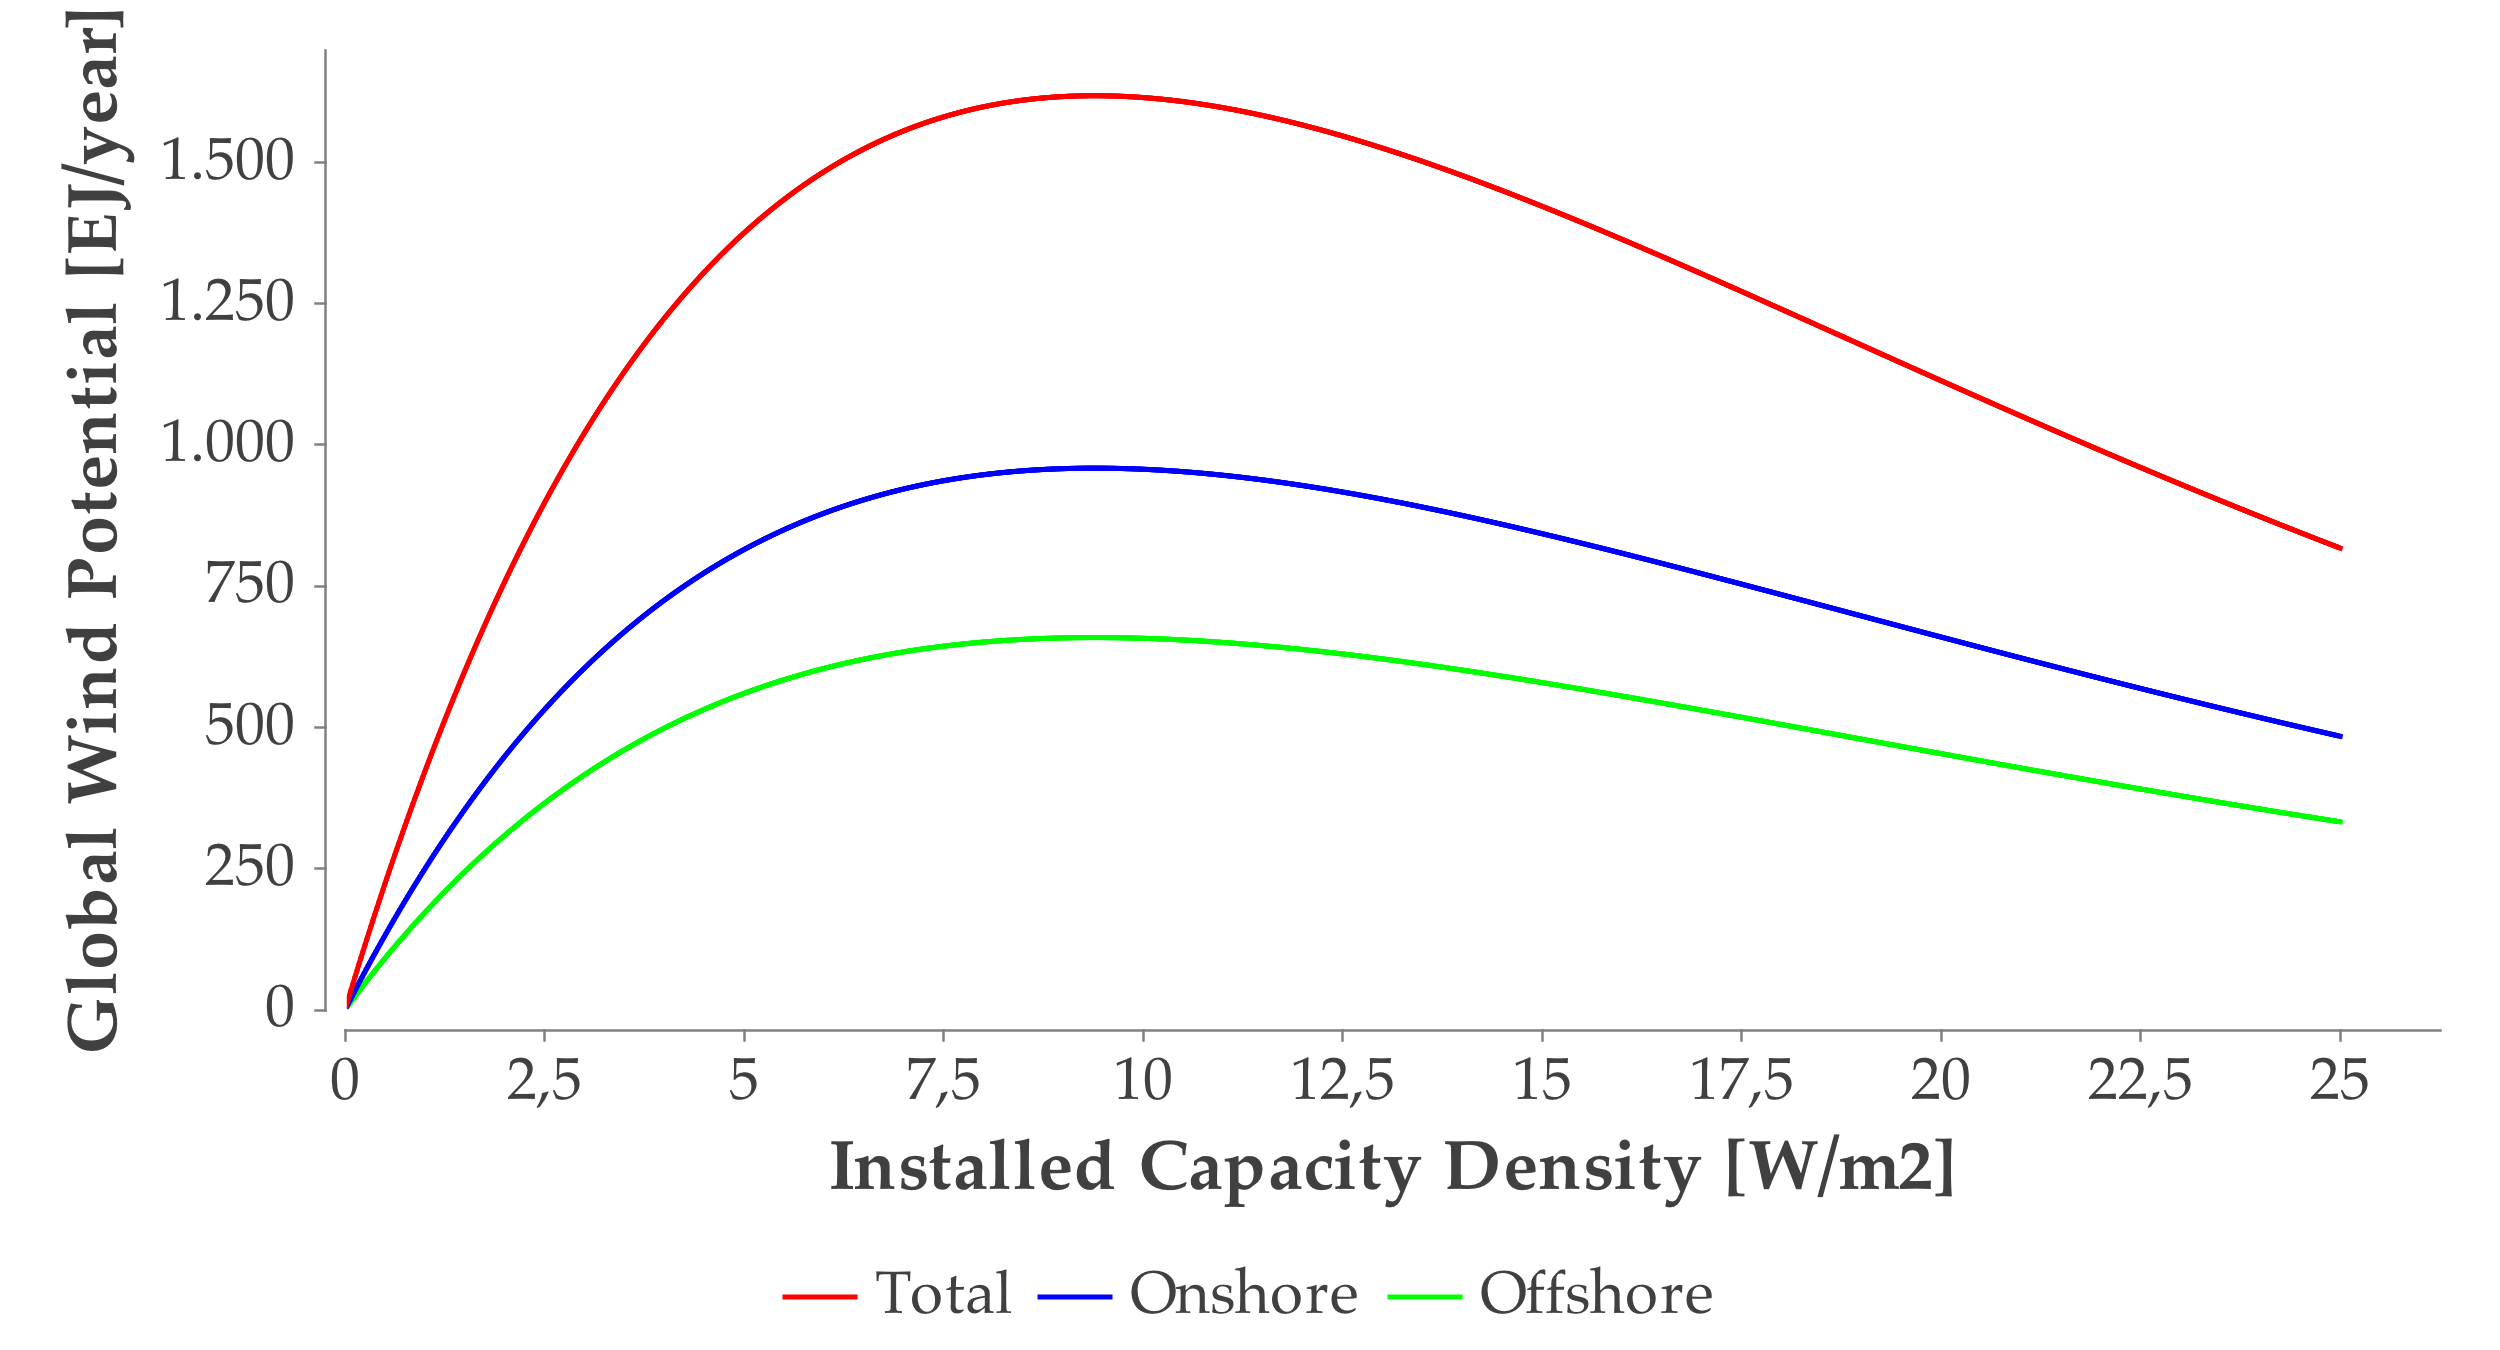 Global Wind Potential [EJ/year]
1.500
1.250
1.000
750
500
250
0
0 2,5 5 7,5 10 12,5 15 17,5 20 22,5 25
Installed Capacity Density [W/m2]
Total Onshore Offshore